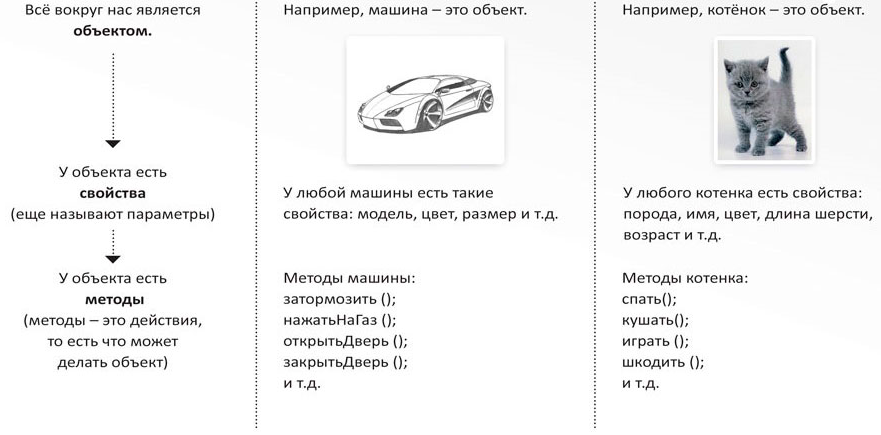 Всё вокруг нас является
объектом.
У объекта есть
свойства
(еще называют параметры)
У объекта есть
методы
(методы – это действия,
то есть что может
делать объект)
Например, машина – это объект.
У любой машины есть такие
свойства: модель, цвет, размер и т.д.
Методы машины:
затормозить ();
нажатьНаГаз ();
открытьДверь ();
закрытьДверь ();
и т.д.
Например, котёнок – это объект.
У любого котенка есть свойства:
порода, имя, цвет, длина шерсти,
возраст и т.д.
Методы котенка:
спать();
кушать();
играть ();
шкодить ();
и т.д.